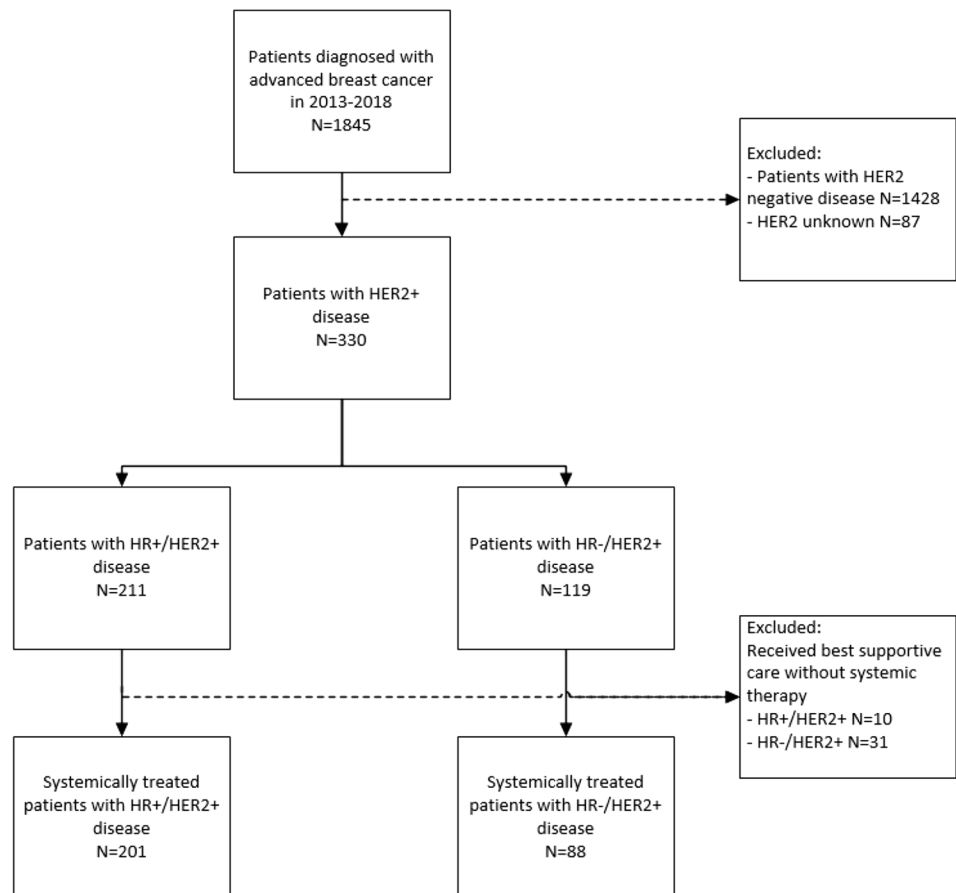 Patients diagnosed with
advanced breast cancer
in 2013-2018
N=1845
Excluded:
- Patients with HER2
negative disease N=1428
- HER2 unknown N=87
Patients with HER2+
disease
N=330
Patients with HR+/HER2+
disease
N=211
Patients with HR-/HER2+
disease
N=119
Excluded:
Received best supportive
care without systemic
therapy
- HR+/HER2+ N=10
- HR-/HER2+ N=31
Systemically treated
patients with HR+/HER2+
disease
N=201
Systemically treated
patients with HR-/HER2+
disease
N=88